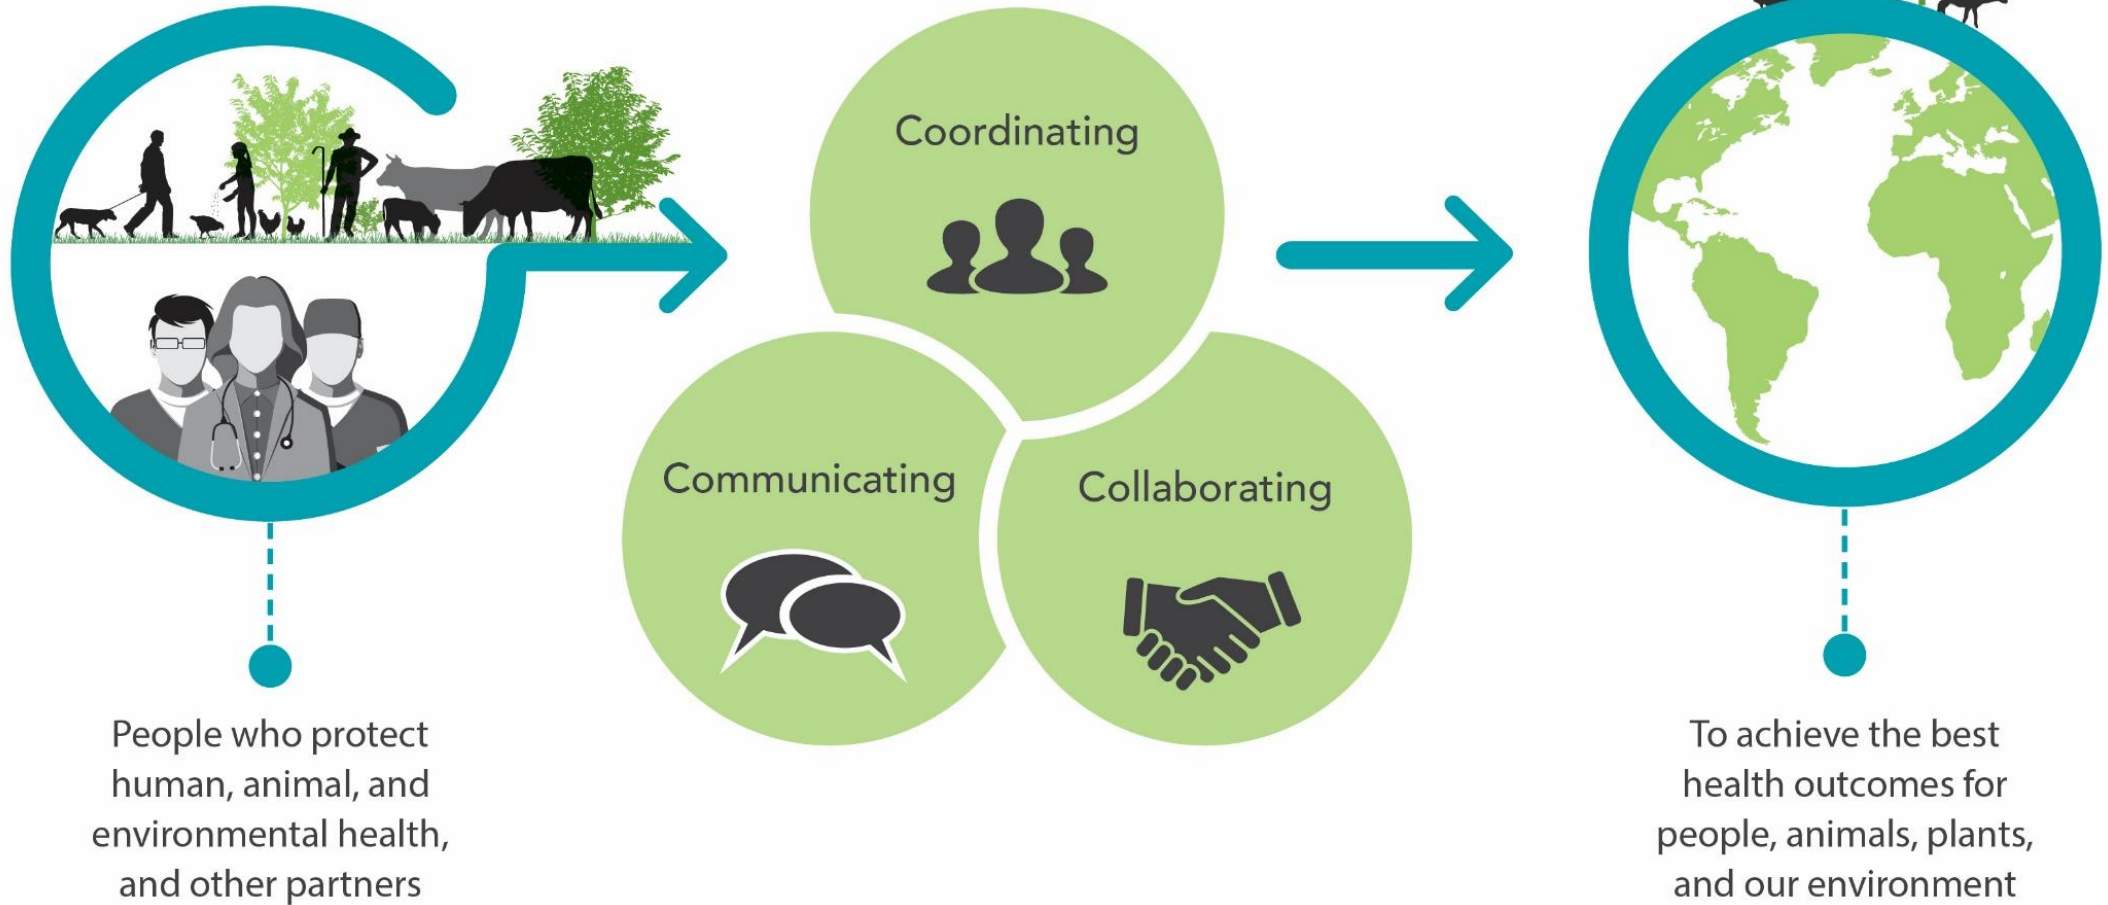 Coordinating
Communicating
Collaborating
People who protect
human, animal, and
environmental health,
and other partners
To achieve the best
health outcomes for
people, animals, plants,
and our environment